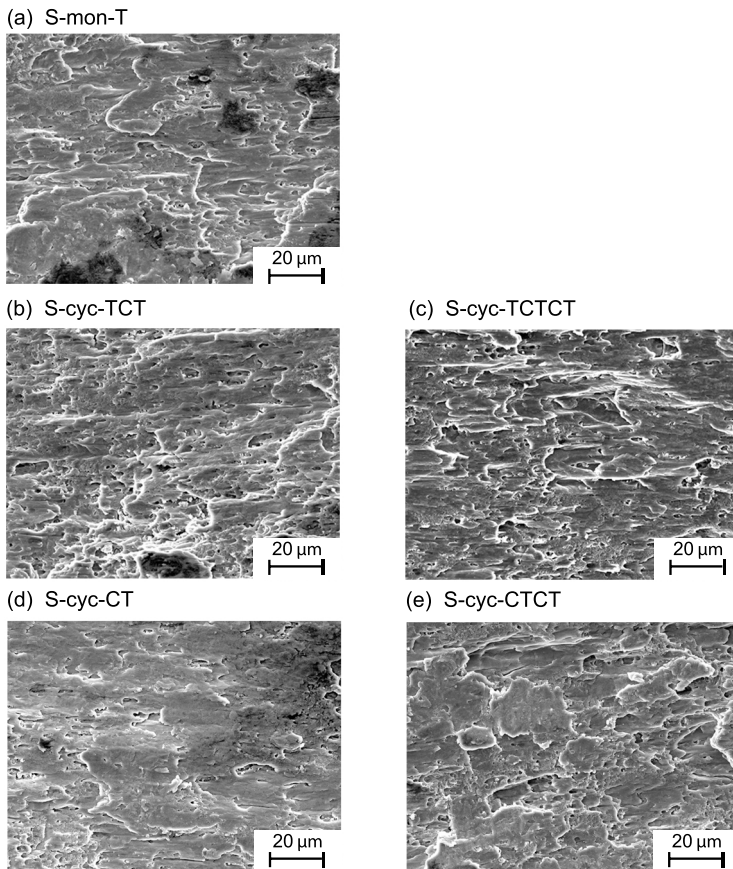 (a) S-mon-T
20 µm
(b) S-cyc-TCT
(c) S-cyc-TCTCT
20 µm
20 µm
(d) S-cyc-CT
(e) S-cyc-CTCT
20 µm
20 µm